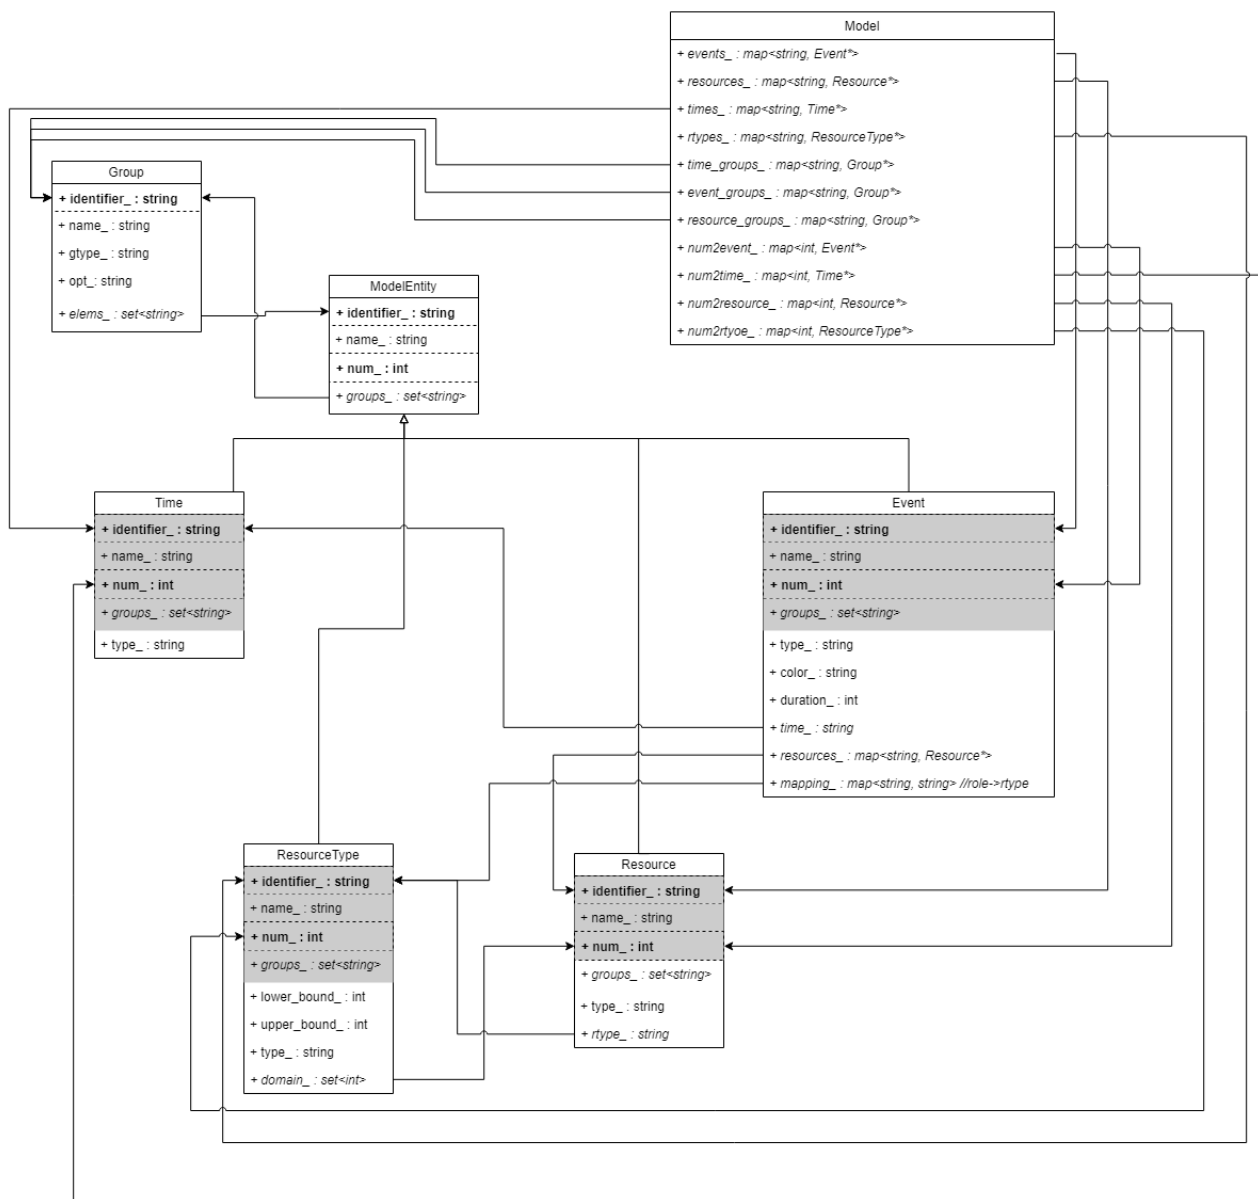 Model
+ events_ : map<string, Event*>
+ resources_ : map<string, Resource*>
+ times_ : map<string, Time*>
+ rtypes_ : map<string, ResourceType*>
+ time_groups_ : map<string, Group*>
+ event_groups_ : map<string, Group*>
+ resource_groups_ : map<string, Group*>
+ num2event_ : map<int, Event*>
+ num2time_ : map<int, Time*>
+ num2resource_ : map<int, Resource*>
+ num2rtyoe_ : map<int, ResourceType*>
Group
+ identifier_ : string
+ name_ : string
+ gtype_ : string
+ opt_: string
+ elems_ : set<string>
ModelEntity
+ identifier_ : string
+ name_ : string
+ num_ : int
+ groups_ : set<string>
Time
+ identifier_ : string
+ name_ : string
+ num_ : int
+ groups_ : set<string>
+ type_ : string
Event
+ identifier_ : string
+ name_ : string
+ num_ : int
+ groups_ : set<string>
+ type_ : string
+ color_ : string
+ duration_ : int
+ time_ : string
+ resources_ : map<string, Resource*>
+ mapping_ : map<string, string> //role->rtype
ResourceType
+ identifier_ : string
+ name_ : string
+ num_ : int
+ groups_ : set<string>
+ lower_bound_ : int
+ upper_bound_ : int
+ type_ : string
+ domain_ : set<int>
Resource
+ identifier_ : string
+ name_ : string
+ num_ : int
+ groups_ : set<string>
+ type_ : string
+ rtype_ : string